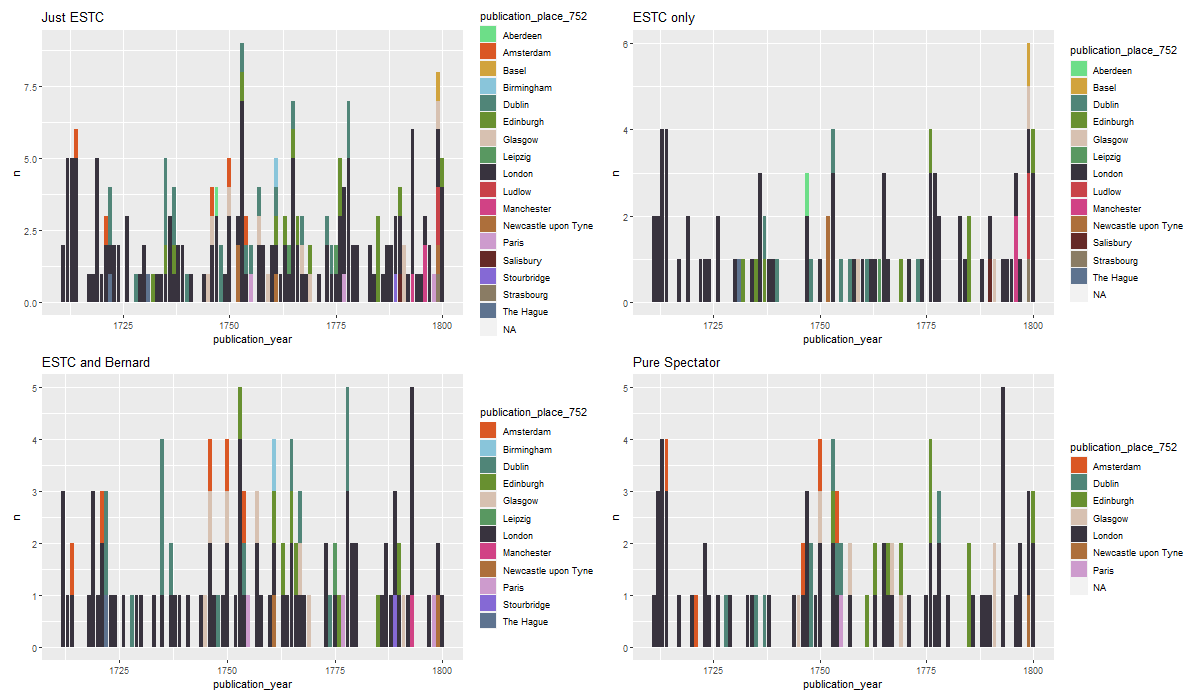 Just ESTC
n
7.5
5.0
2.5
0.0
1725
1750
1775
1800
publication_year
publication_place_752
Aberdeen
Amsterdam
Basel
Birmingham
Dublin
Edinburgh
Glasgow
Leipzig
London
Ludlow
Manchester
Newcastle upon Tyne
Paris
Salisbury
Stourbridge
Strasbourg
The Hague
NA
ESTC only
n
6
4
2
0
1725
1750
1775
1800
publication_year
publication_place_752
Aberdeen
Basel
Dublin
Edinburgh
Glasgow
Leipzig
London
Ludlow
Manchester
Newcastle upon Tyne
Salisbury
Strasbourg
The Hague
NA
ESTC and Bernard
n
5
4
3
2
1
0
1725
1750
1775
1800
publication_year
publication_place_752
Amsterdam
Birmingham
Dublin
Edinburgh
Glasgow
Leipzig
London
Manchester
Newcastle upon Tyne
Paris
Stourbridge
The Hague
Pure Spectator
n
5
4
3
2
1
0
1725
1750
1775
1800
publication_year
publication_place_752
Amsterdam
Dublin
Edinburgh
Glasgow
London
Newcastle upon Tyne
Paris
NA